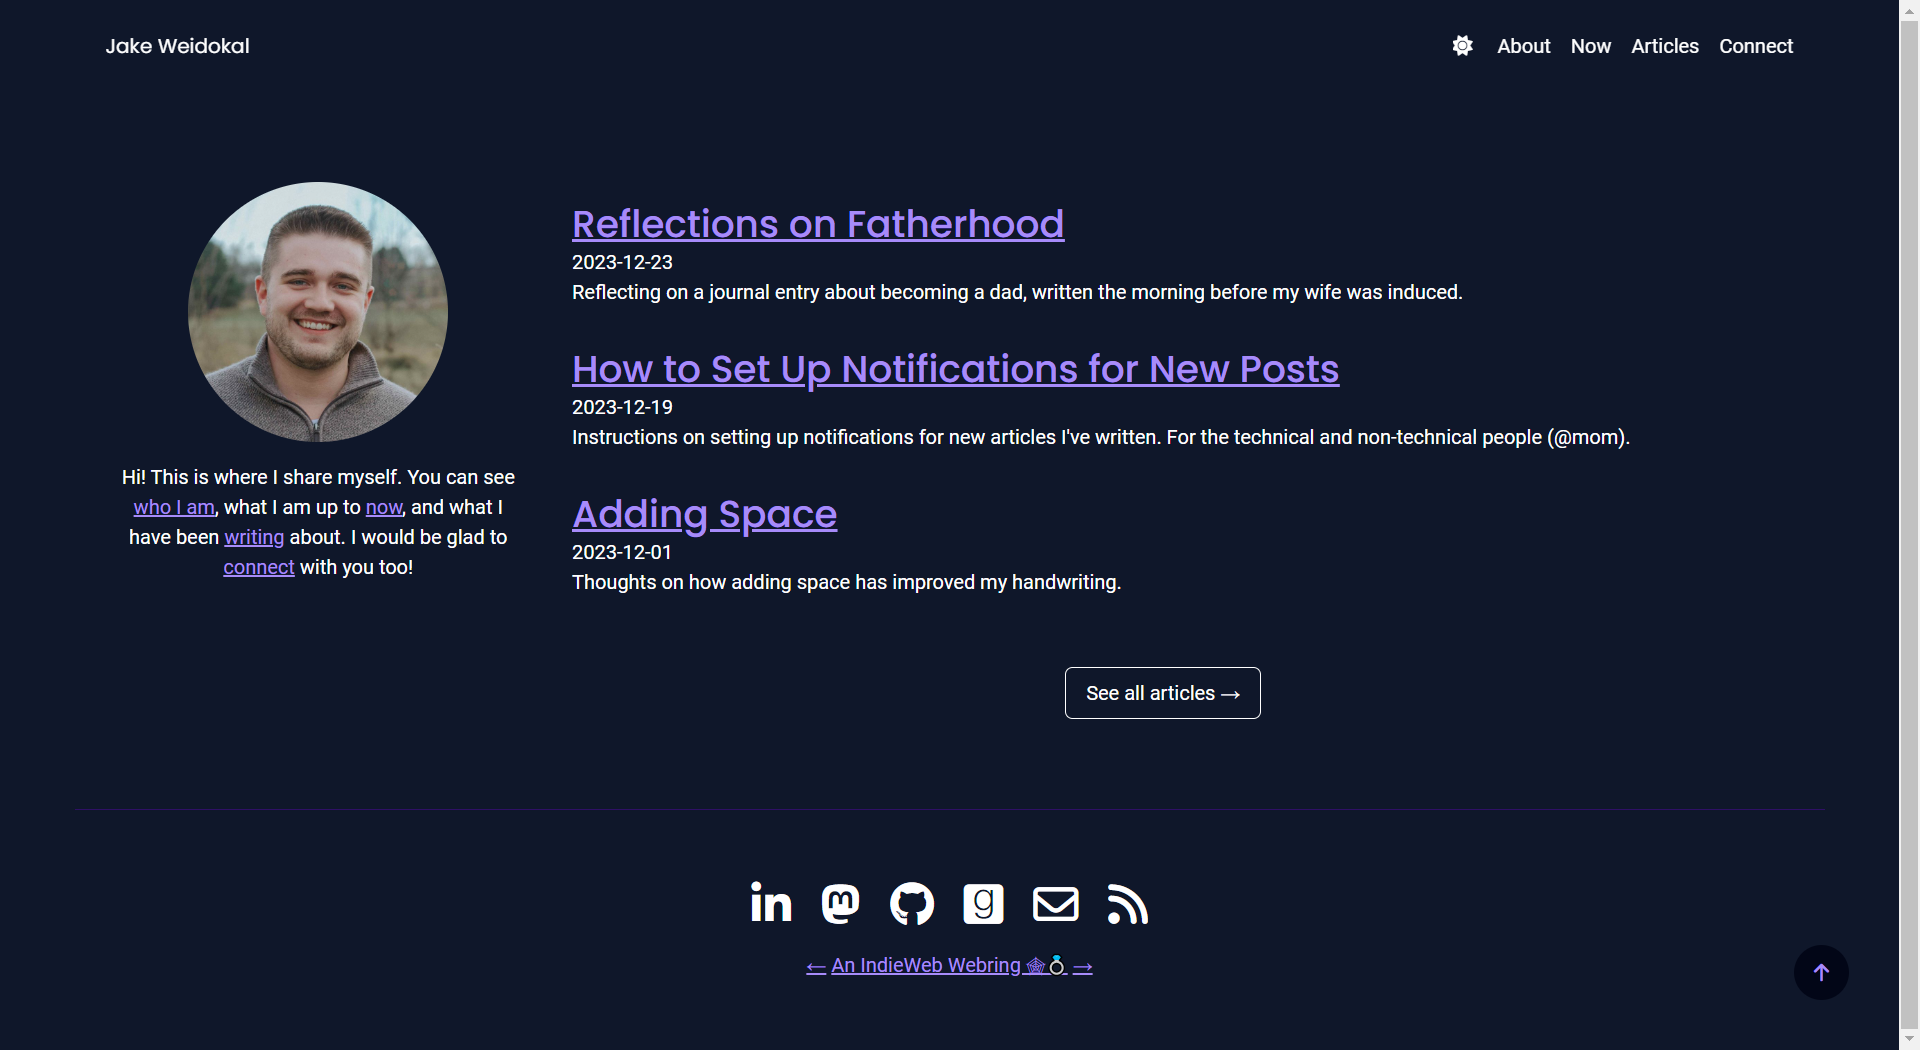 Jake Weidokal
About Now Articles Connect
Hi! This is where I share myself. You can see
who I am, what I am up to now, and what I
have been writing about. I would be glad to
connect with you too!
Reflections on Fatherhood
2023-12-23
Reflecting on a journal entry about becoming a dad, written the morning before my wife was induced.
How to Set Up Notifications for New Posts
2023-12-19
Instructions on setting up notifications for new articles I've written. For the technical and non-technical people (@mom).
Adding Space
2023-12-01
Thoughts on how adding space has improved my handwriting.
See all articles →
in m g
← An IndieWeb Webring 🕸💍 →